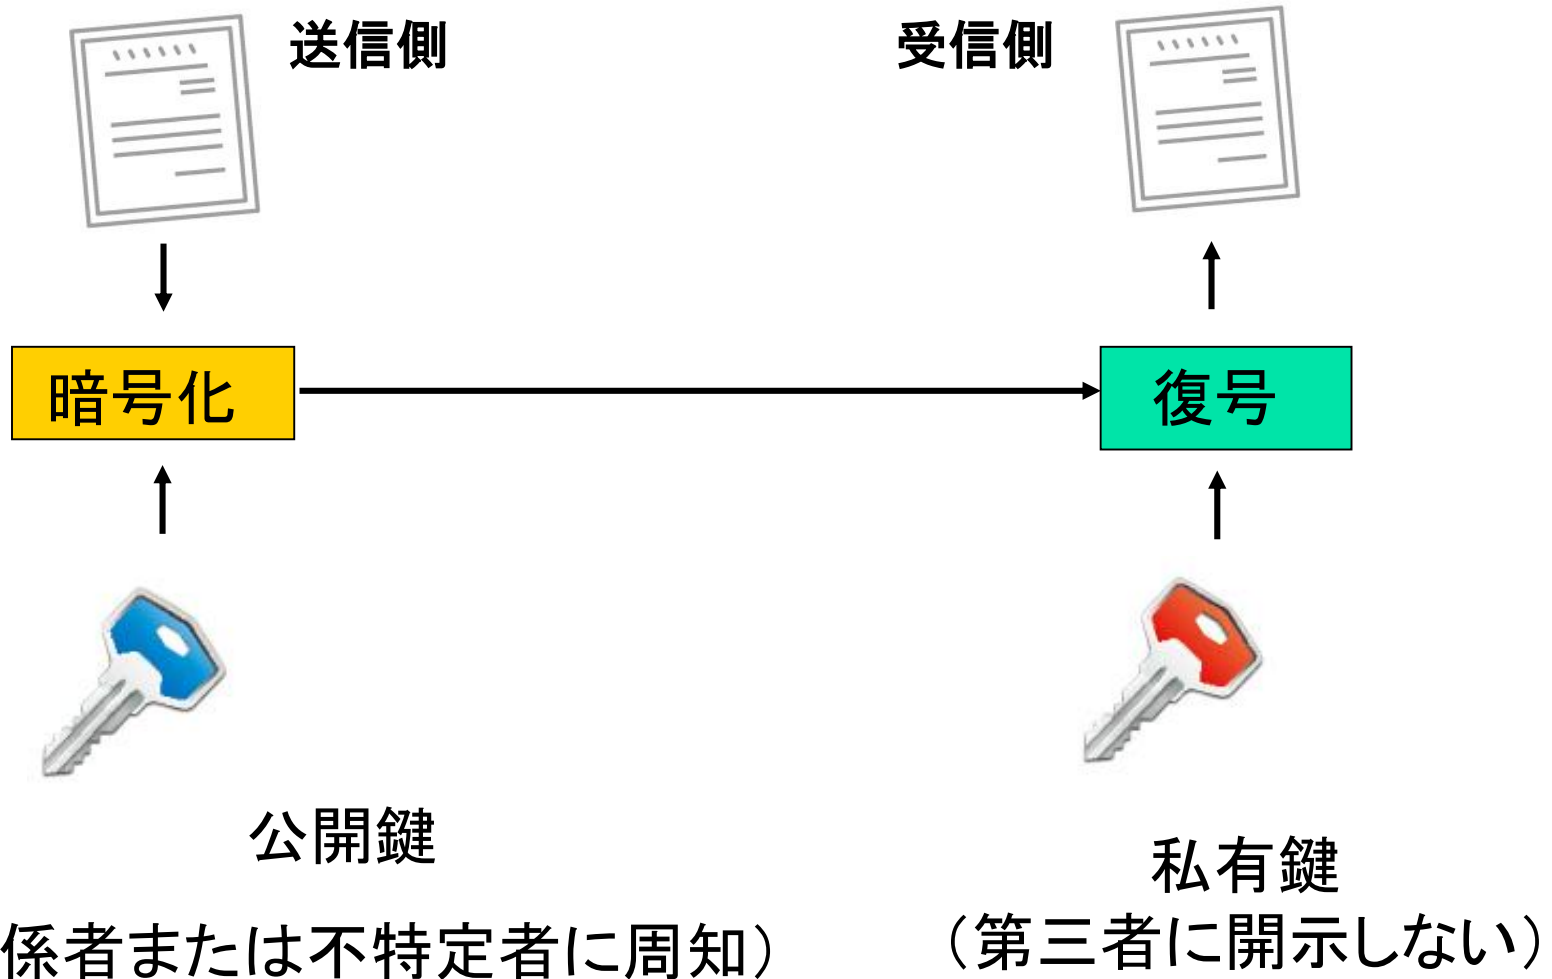 送信側
受信側
暗号化
復号
公開鍵
係者または不特定者に周知）
私有鍵
（第三者に開示しない）